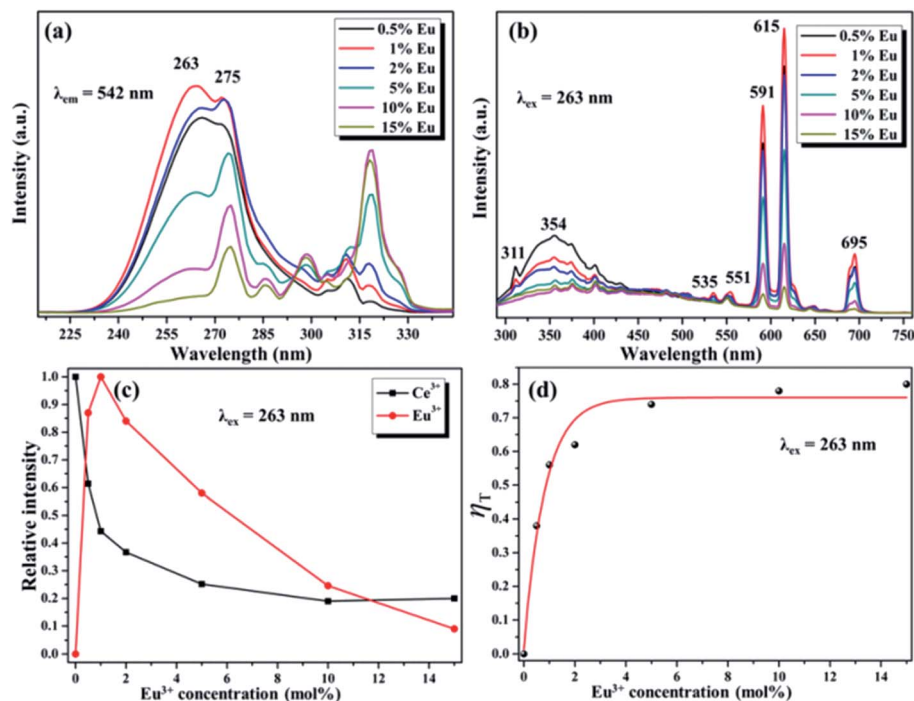 (a)
263
275
λem = 542 nm
0.5% Eu
1% Eu
2% Eu
5% Eu
10% Eu
15% Eu
Intensity (a.u.)
225 240 255 270 285 300 315 330
Wavelength (nm)
(b)
λex = 263 nm
0.5% Eu
1% Eu
2% Eu
5% Eu
10% Eu
15% Eu
615
591
354
311
535
551
695
Intensity (a.u.)
300 350 400 450 500 550 600 650 700 750
Wavelength (nm)
(c)
λex = 263 nm
Ce³⁺
Eu³⁺
Relative intensity
1.0
0.9
0.8
0.7
0.6
0.5
0.4
0.3
0.2
0.1
0.0
0 2 4 6 8 10 12 14
Eu³⁺ concentration (mol%)
(d)
λex = 263 nm
ηT
0.8
0.7
0.6
0.5
0.4
0.3
0.2
0.1
0.0
0 2 4 6 8 10 12 14
Eu³⁺ concentration (mol%)